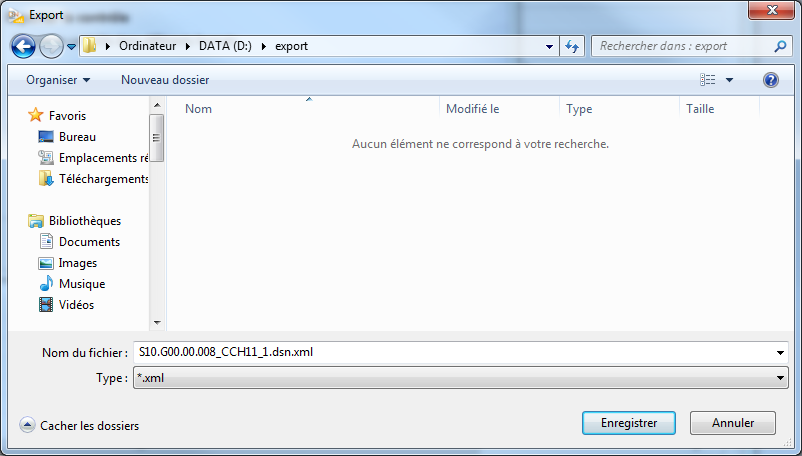 Export
Ordinateur DATA (D:) export
Rechercher dans : export
Organiser Nouveau dossier
Nom Modifié le Type Taille
Favoris
Bureau
Emplacements ré
Téléchargements
Aucun élément ne correspond à votre recherche.
Bibliothèques
Documents
Images
Musique
Vidéos
Nom du fichier : S10.G00.00.008_CCH11_1.dsn.xml
Type : *.xml
Cacher les dossiers
Enregistrer Annuler